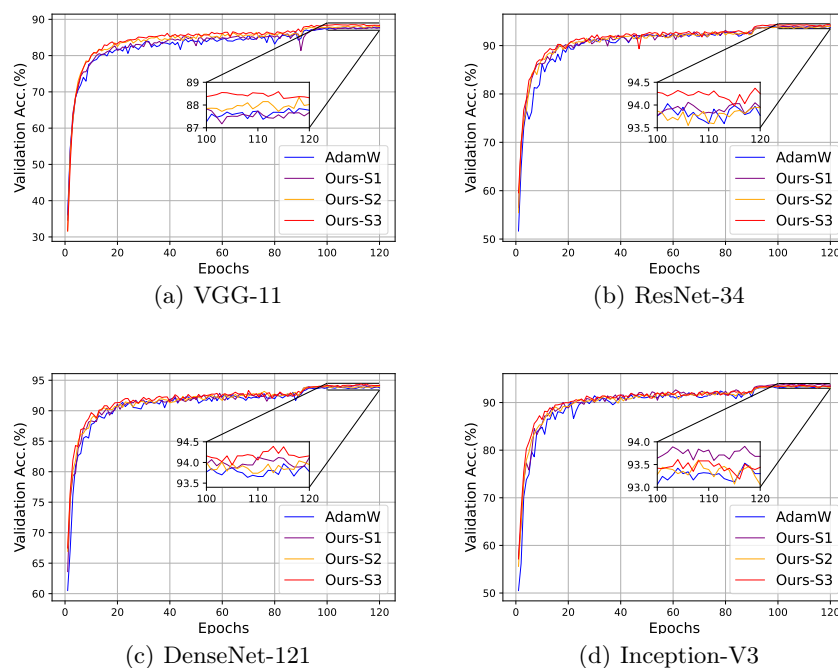 90
80
70
60
50
40
30
Validation Acc.(%)
89
88
87
100 110 120
AdamW
Ours-S1
Ours-S2
Ours-S3
0 20 40 60 80 100 120
Epochs
(a) VGG-11
90
80
70
60
50
Validation Acc.(%)
94.5
94.0
93.5
100 110 120
AdamW
Ours-S1
Ours-S2
Ours-S3
0 20 40 60 80 100 120
Epochs
(b) ResNet-34
95
90
85
80
75
70
65
60
Validation Acc.(%)
94.5
94.0
93.5
100 110 120
AdamW
Ours-S1
Ours-S2
Ours-S3
0 20 40 60 80 100 120
Epochs
(c) DenseNet-121
90
80
70
60
50
Validation Acc.(%)
94.0
93.5
93.0
100 110 120
AdamW
Ours-S1
Ours-S2
Ours-S3
0 20 40 60 80 100 120
Epochs
(d) Inception-V3